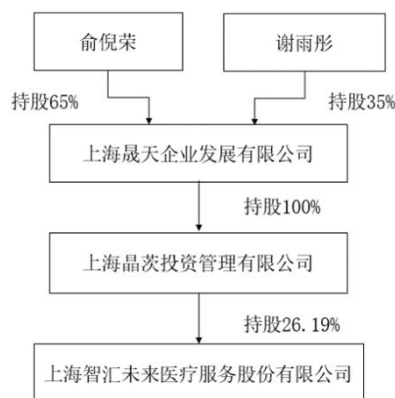 俞倪荣
谢雨彤
持股65%
持股35%
上海晟天企业发展有限公司
持股100%
上海晶茨投资管理有限公司
持股26.19%
上海智汇未来医疗服务股份有限公司